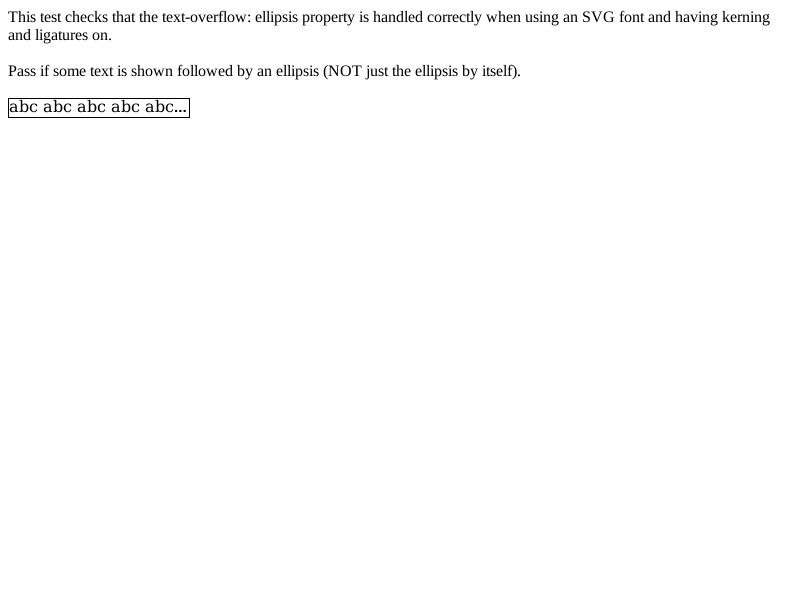 This test checks that the text-overflow: ellipsis property is handled correctly when using an SVG font and having kerning
and ligatures on.
Pass if some text is shown followed by an ellipsis (NOT just the ellipsis by itself).
abc abc abc abc abc...